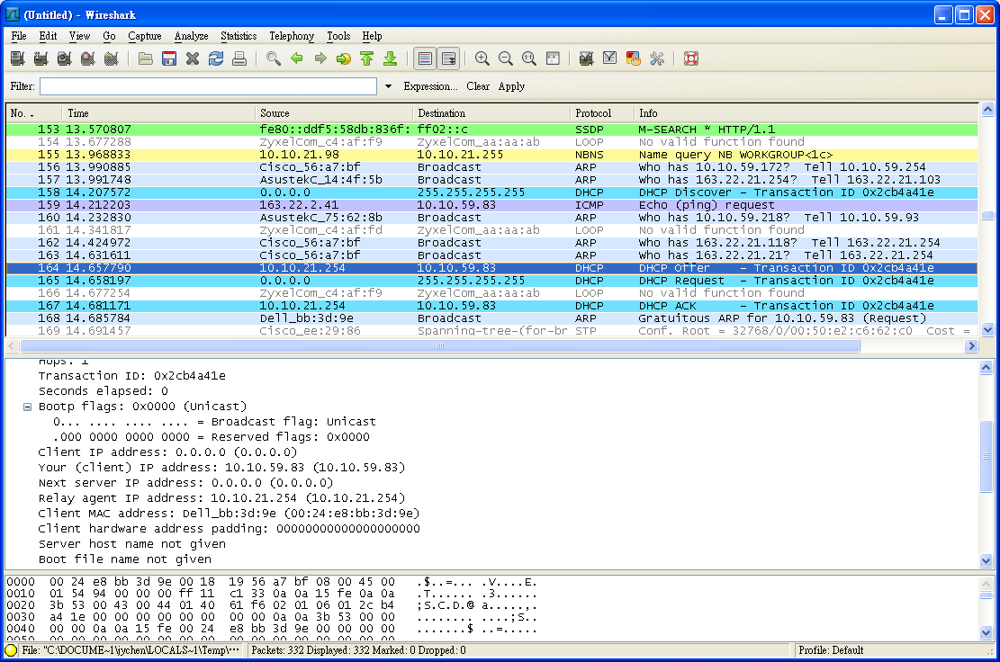 (Untitled) - Wireshark
File Edit View Go Capture Analyze Statistics Telephony Tools Help
Filter: Expression... Clear Apply
No. . Time Source Destination Protocol Info
153 13.570807 fe80::ddf5:58db:836f: ff02::c SSDP M-SEARCH * HTTP/1.1
154 13.677288 ZyxelCom_c4:af:f9 ZyxelCom_aa:aa:ab LOOP No valid function found
155 13.968833 10.10.21.98 10.10.21.255 NBNS Name query NB WORKGROUP<1c>
156 13.990885 Cisco_56:a7:bf Broadcast ARP Who has 10.10.59.172? Tell 10.10.59.254
157 13.991748 AsustekC_14:4f:5b Broadcast ARP Who has 163.22.21.254? Tell 163.22.21.103
158 14.207572 0.0.0.0 255.255.255.255 DHCP DHCP Discover - Transaction ID 0x2cb4a41e
159 14.212203 163.22.2.41 10.10.59.83 ICMP Echo (ping) request
160 14.232830 AsustekC_75:62:8b Broadcast ARP Who has 10.10.59.218? Tell 10.10.59.93
161 14.341817 ZyxelCom_c4:af:fd ZyxelCom_aa:aa:ab LOOP No valid function found
162 14.424972 Cisco_56:a7:bf Broadcast ARP Who has 163.22.21.118? Tell 163.22.21.254
163 14.631611 Cisco_56:a7:bf Broadcast ARP Who has 163.22.21.21? Tell 163.22.21.254
164 14.657790 10.10.21.254 10.10.59.83 DHCP DHCP Offer - Transaction ID 0x2cb4a41e
165 14.658197 0.0.0.0 255.255.255.255 DHCP DHCP Request - Transaction ID 0x2cb4a41e
166 14.677254 ZyxelCom_c4:af:f9 ZyxelCom_aa:aa:ab LOOP No valid function found
167 14.681171 10.10.21.254 10.10.59.83 DHCP DHCP ACK - Transaction ID 0x2cb4a41e
168 14.685784 Dell_bb:3d:9e Broadcast ARP Gratuitous ARP for 10.10.59.83 (Request)
169 14.691457 Cisco_ee:29:86 Spanning-tree-(for-br STP Conf. Root = 32768/0/00:50:e2:c6:62:c0 Cost =
Hops: 1
Transaction ID: 0x2cb4a41e
Seconds elapsed: 0
Bootp flags: 0x0000 (Unicast)
0... .... .... .... = Broadcast flag: Unicast
.000 0000 0000 0000 = Reserved flags: 0x0000
Client IP address: 0.0.0.0 (0.0.0.0)
Your (client) IP address: 10.10.59.83 (10.10.59.83)
Next server IP address: 0.0.0.0 (0.0.0.0)
Relay agent IP address: 10.10.21.254 (10.10.21.254)
Client MAC address: Dell_bb:3d:9e (00:24:e8:bb:3d:9e)
Client hardware address padding: 00000000000000000000
Server host name not given
Boot file name not given
0000 00 24 e8 bb 3d 9e 00 18 19 56 a7 bf 08 00 45 00 .$..=... .V....E.
0010 01 54 94 00 00 00 ff 11 c1 33 0a 0a 15 fe 0a 0a .T...... .3......
0020 3b 53 00 43 00 44 01 40 61 f6 02 01 06 01 2c b4 ;S.C.D.@ a.....,.
0030 a4 1e 00 00 00 00 00 00 00 00 0a 0a 3b 53 00 00 ........ ....;S..
0040 00 00 0a 0a 15 fe 00 24 e8 bb 3d 9e 00 00 00 00 .......$ ..=.....
File: "C:\DOCUME~1\jychen\LOCALS~1\Temp\··· Packets: 332 Displayed: 332 Marked: 0 Dropped: 0 Profile: Default